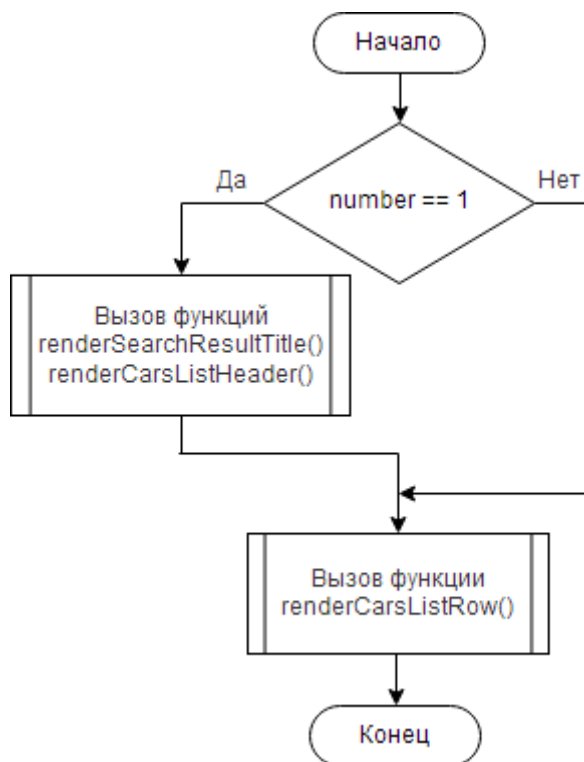 Начало
number == 1
Да
Нет
Вызов функций
renderSearchResultTitle()
renderCarsListHeader()
Вызов функции
renderCarsListRow()
Конец